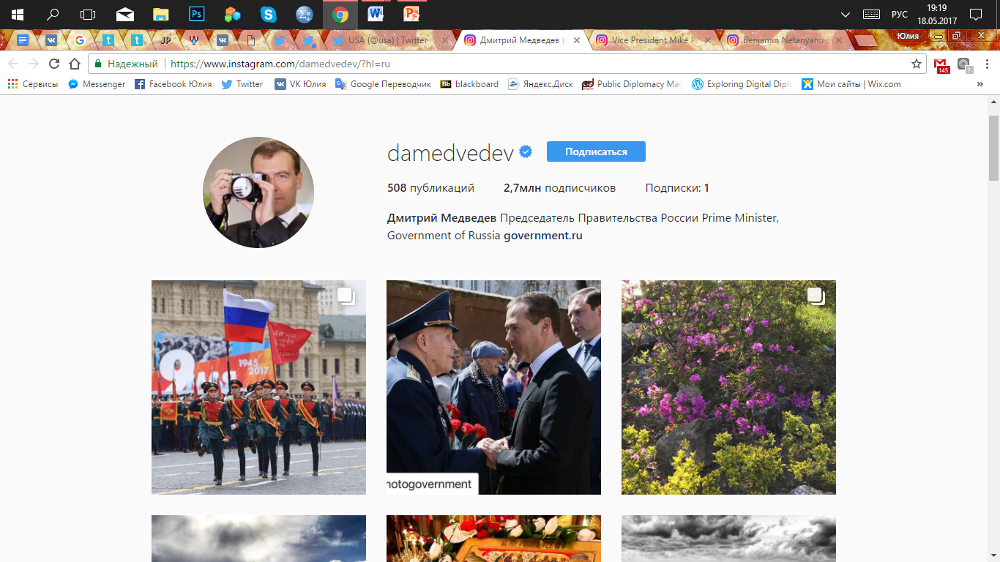 РУС
19:19
18.05.2017
USA (@usa) | Twitter
Дмитрий Медведев (
Vice President Mike P
Benjamin Netanyahu
Юлия
Надежный
https://www.instagram.com/damedvedev/?hl=ru
145
?
Сервисы
Messenger
Facebook Юлия
Twitter
VK Юлия
Google Переводчик
blackboard
Яндекс.Диск
Public Diplomacy Mag
Exploring Digital Dipl
Мои сайты | Wix.com
damedvedev
Подписаться
508 публикаций
2,7млн подписчиков
Подписки: 1
Дмитрий Медведев Председатель Правительства России Prime Minister,
Government of Russia government.ru
1945
2017
hotogovernment